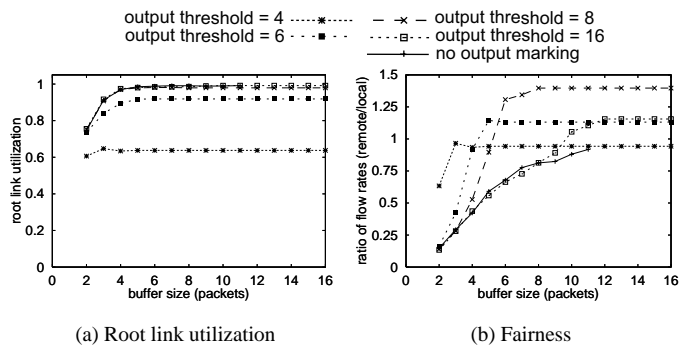 output threshold = 4
output threshold = 8
output threshold = 6
output threshold = 16
no output marking
root link utilization
1
0.8
0.6
0.4
0.2
0
0 2 4 6 8 10 12 14 16
buffer size (packets)
(a) Root link utilization
ratio of flow rates (remote/local)
1.5
1.25
1
0.75
0.5
0.25
0
0 2 4 6 8 10 12 14 16
buffer size (packets)
(b) Fairness